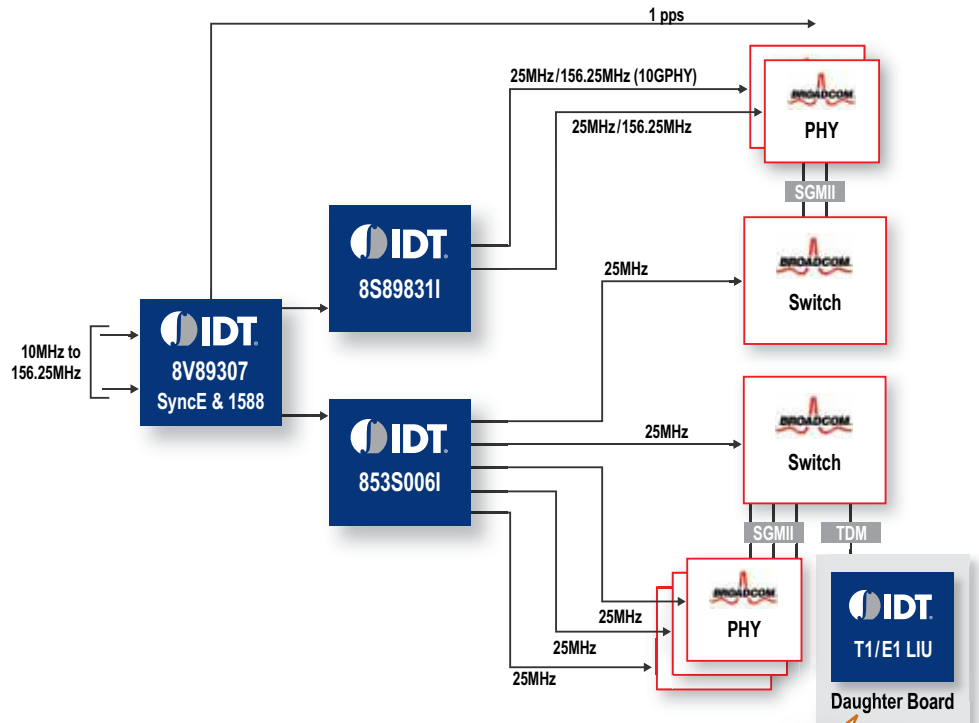 1 pps
25MHz/156.25MHz (10GPHY)
25MHz/156.25MHz
BROADCOM
PHY
SGMII
IDT
8S89831I
25MHz
BROADCOM
Switch
10MHz to
156.25MHz
IDT
8V89307
SyncE & 1588
IDT
853S006I
25MHz
BROADCOM
Switch
SGMII
TDM
25MHz
25MHz
25MHz
BROADCOM
PHY
IDT
T1/E1 LIU
Daughter Board